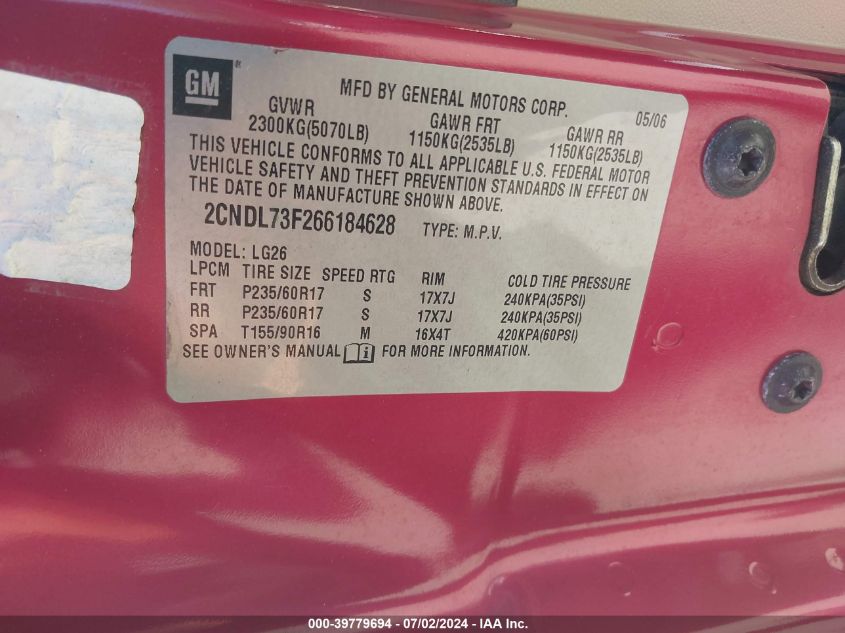 GM ®
MFD BY GENERAL MOTORS CORP. 05/06
GVWR GAWR FRT GAWR RR
2300KG(5070LB) 1150KG(2535LB) 1150KG(2535LB)
THIS VEHICLE CONFORMS TO ALL APPLICABLE U.S. FEDERAL MOTOR
VEHICLE SAFETY AND THEFT PREVENTION STANDARDS IN EFFECT ON
THE DATE OF MANUFACTURE SHOWN ABOVE.
2CNDL73F266184628 TYPE: M.P.V.
MODEL: LG26
LPCM TIRE SIZE SPEED RTG RIM COLD TIRE PRESSURE
FRT P235/60R17 S 17X7J 240KPA(35PSI)
RR P235/60R17 S 17X7J 240KPA(35PSI)
SPA T155/90R16 M 16X4T 420KPA(60PSI)
SEE OWNER'S MANUAL i FOR MORE INFORMATION.
000-39779694 - 07/02/2024 - IAA Inc.